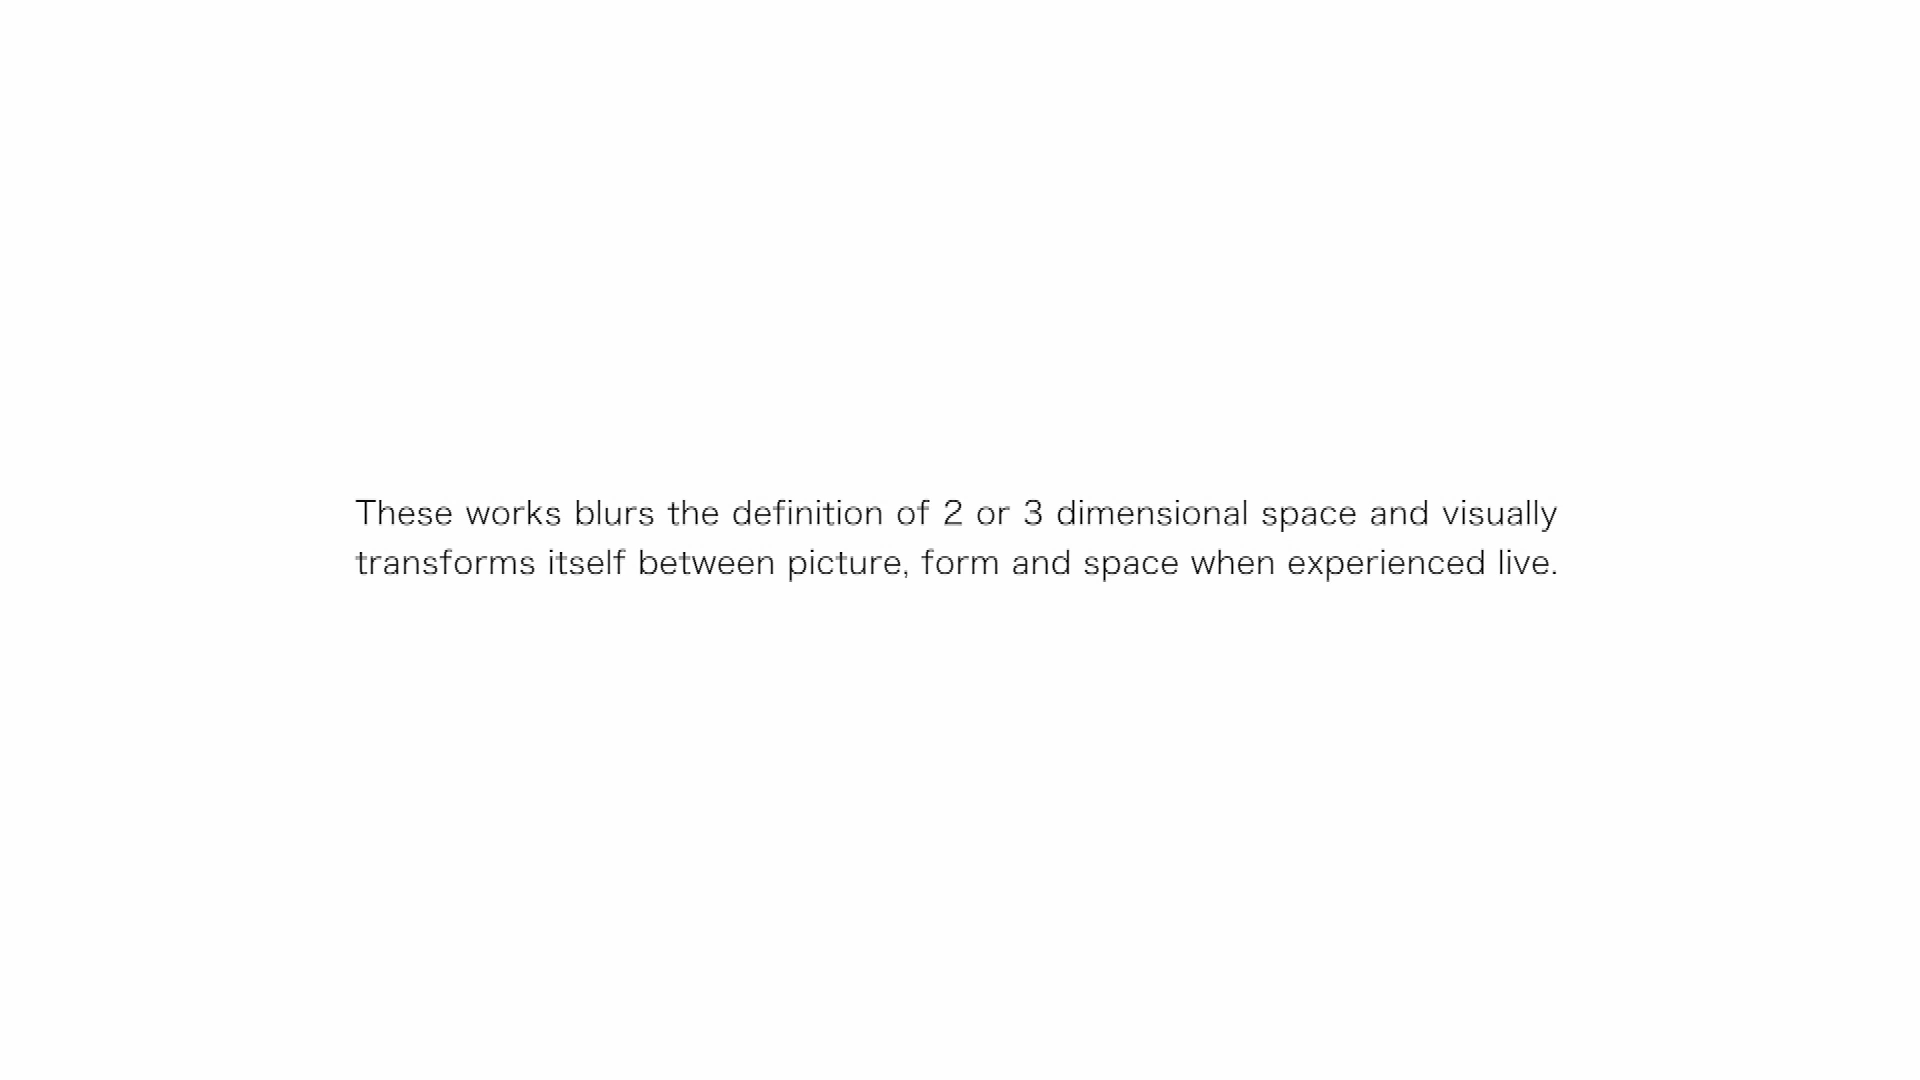 These works blurs the definition of 2 or 3 dimensional space and visually
transforms itself between picture, form and space when experienced live.